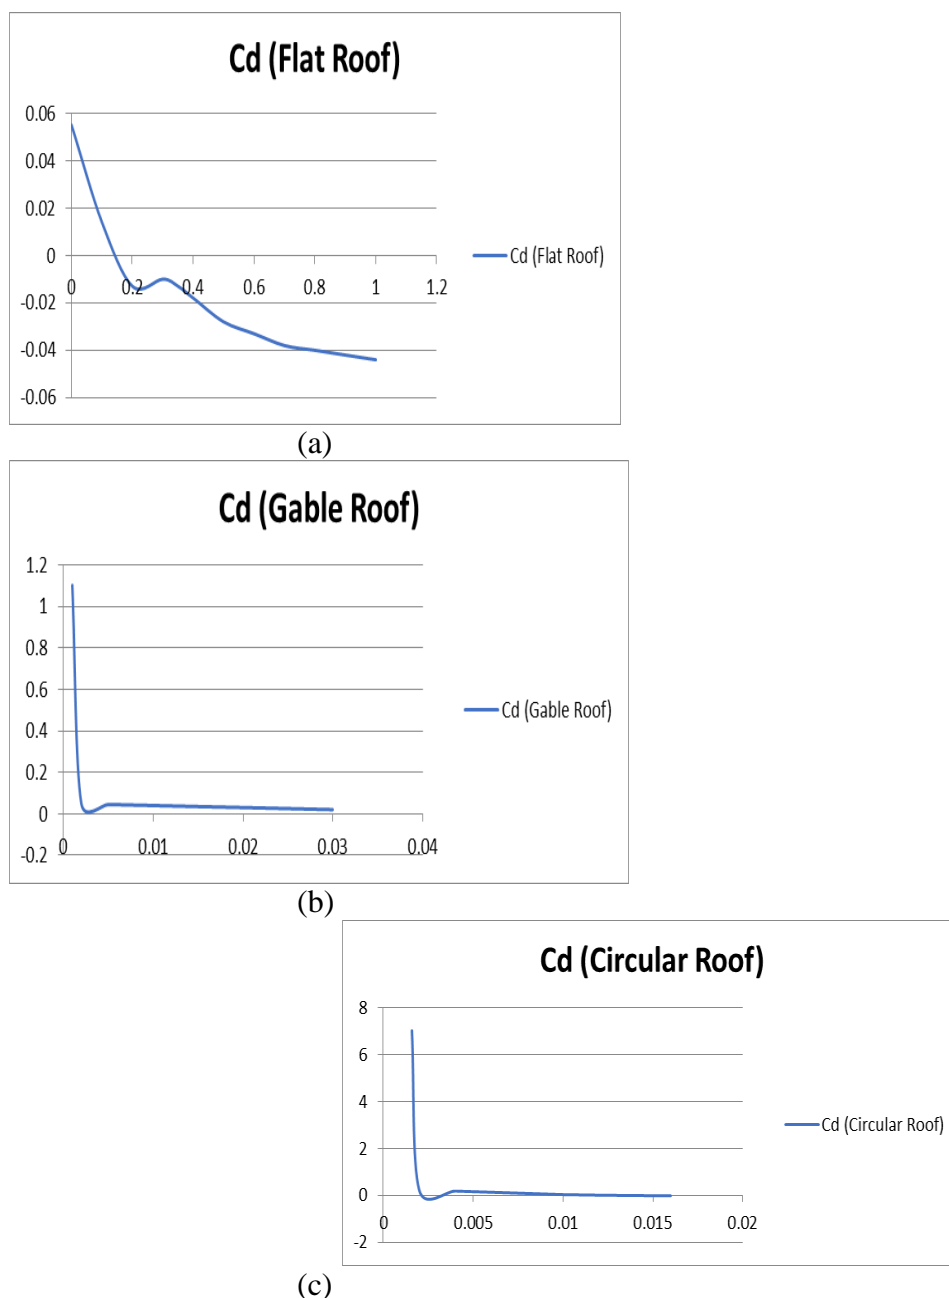 Cd (Flat Roof)
0.06
0.04
0.02
0
0 0.2 0.4 0.6 0.8 1 1.2
-0.02
-0.04
-0.06
Cd (Flat Roof)
(a)
Cd (Gable Roof)
1.2
1
0.8
0.6
0.4
0.2
0
0 0.01 0.02 0.03 0.04
-0.2
Cd (Gable Roof)
(b)
Cd (Circular Roof)
8
6
4
2
0
0 0.005 0.01 0.015 0.02
-2
Cd (Circular Roof)
(c)